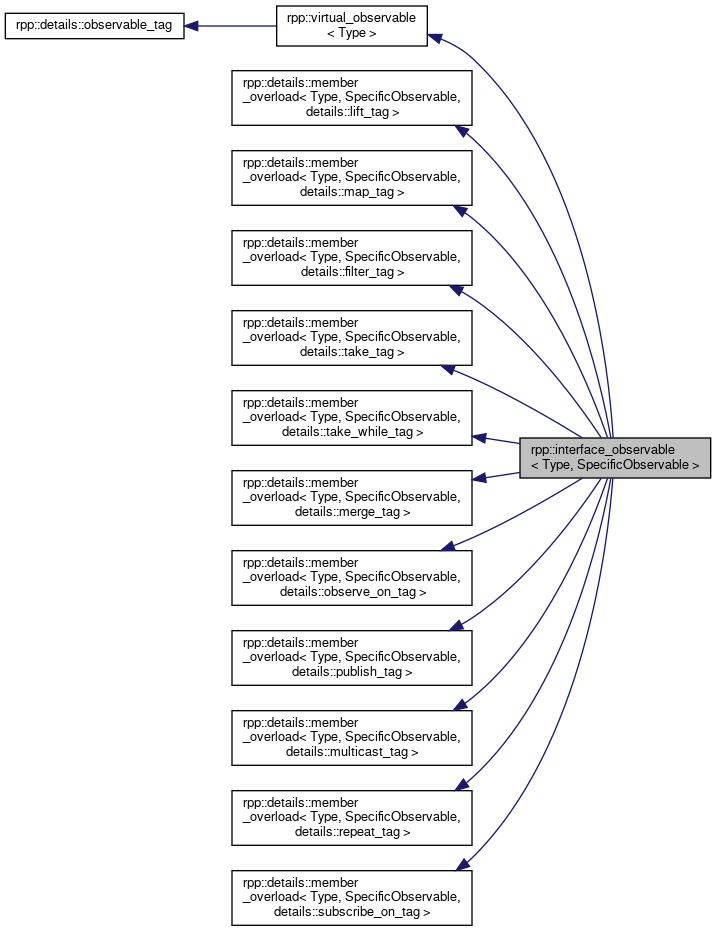 rpp::details::observable_tag
rpp::virtual_observable
< Type >
rpp::details::member
_overload< Type, SpecificObservable,
details::lift_tag >
rpp::details::member
_overload< Type, SpecificObservable,
details::map_tag >
rpp::details::member
_overload< Type, SpecificObservable,
details::filter_tag >
rpp::details::member
_overload< Type, SpecificObservable,
details::take_tag >
rpp::details::member
_overload< Type, SpecificObservable,
details::take_while_tag >
rpp::interface_observable
< Type, SpecificObservable >
rpp::details::member
_overload< Type, SpecificObservable,
details::merge_tag >
rpp::details::member
_overload< Type, SpecificObservable,
details::observe_on_tag >
rpp::details::member
_overload< Type, SpecificObservable,
details::publish_tag >
rpp::details::member
_overload< Type, SpecificObservable,
details::multicast_tag >
rpp::details::member
_overload< Type, SpecificObservable,
details::repeat_tag >
rpp::details::member
_overload< Type, SpecificObservable,
details::subscribe_on_tag >